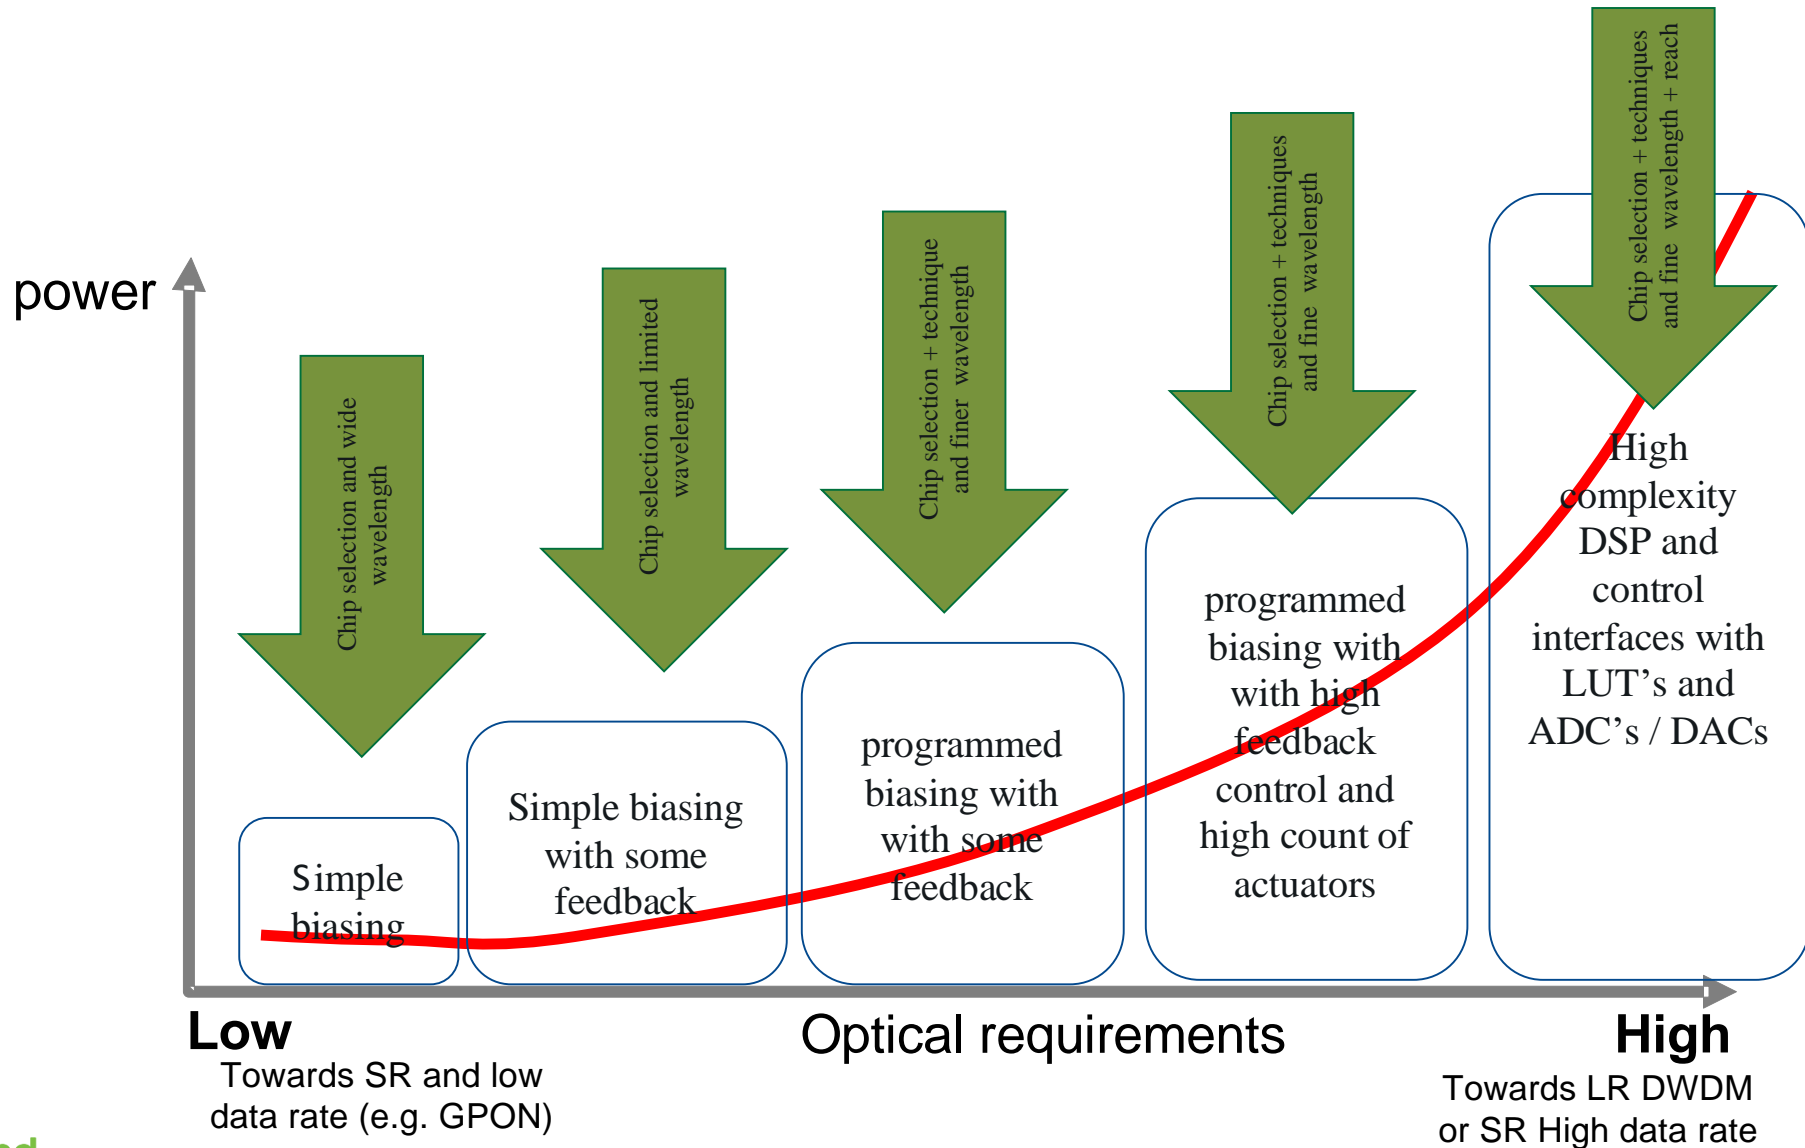 power
Chip selection and wide
wavelength
Chip selection and limited
wavelength
Chip selection + technique
and finer wavelength
Chip selection + techniques
and fine wavelength
Chip selection + techniques
and fine wavelength + reach
Simple
biasing
Simple biasing
with some
feedback
programmed
biasing with
with some
feedback
programmed
biasing with
with high
feedback
control and
high count of
actuators
High
complexity
DSP and
control
interfaces with
LUT's and
ADC's / DACs
Low
Optical requirements
High
Towards SR and low
data rate (e.g. GPON)
Towards LR DWDM
or SR High data rate